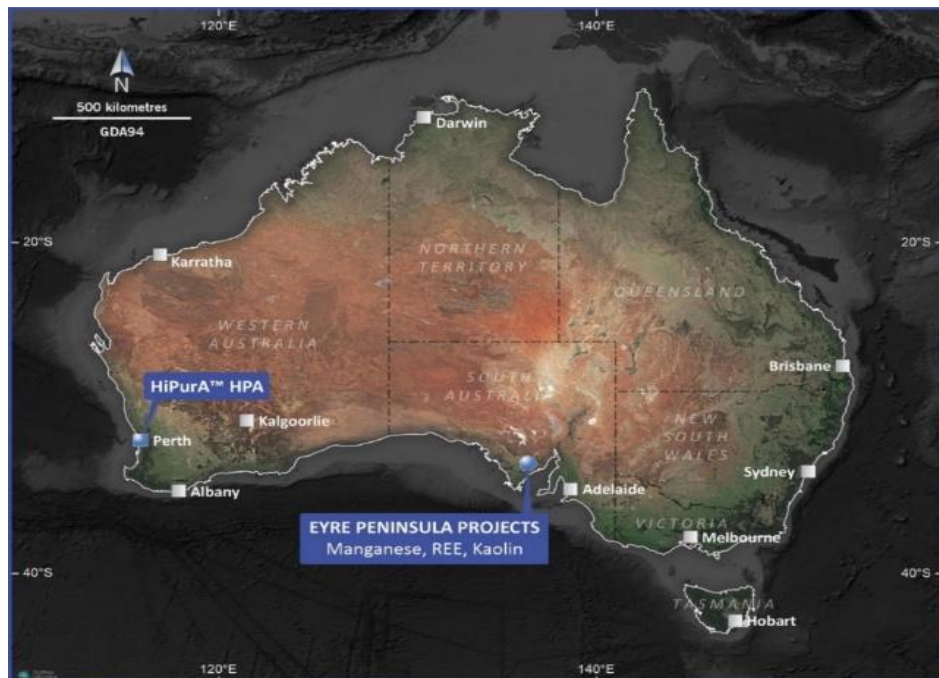 120°E
140°E
N
500 kilometres
GDA94
Darwin
20°S
20°S
Karratha
NORTHERN
TERRITORY
QUEENSLAND
WESTERN
AUSTRALIA
Brisbane
HiPurA™ HPA
SOUTH
AUSTRALI
Kalgoorlie
NEW
SOUTH
WALES
Perth
Sydney
Albany
Adelaide
EYRE PENINSULA PROJECTS
Manganese, REE, Kaolin
VICTORIA
Melbourne
40°S
40°S
TASMANIA
Hobart
120°E
140°E